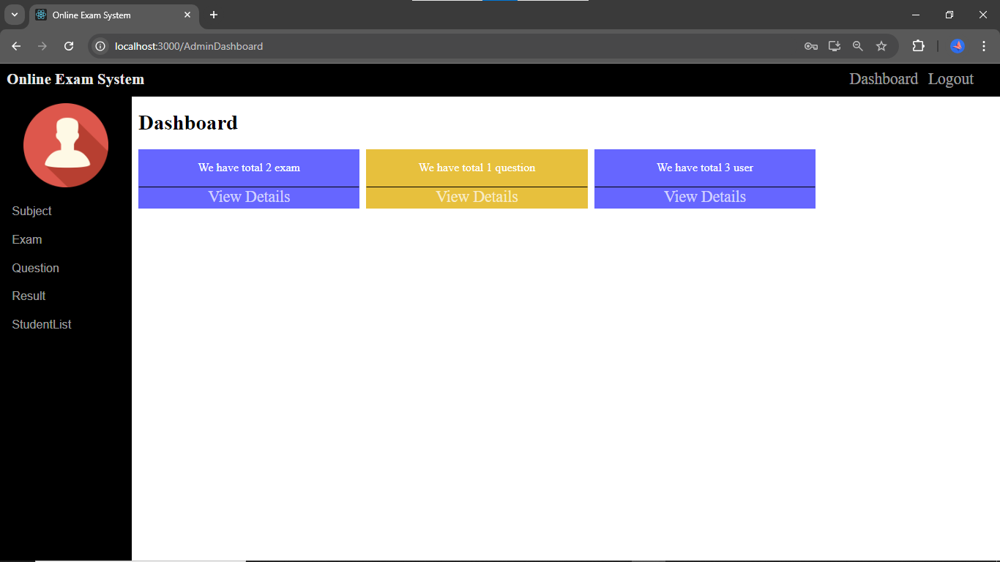 Online Exam System
localhost:3000/AdminDashboard
Online Exam System
Dashboard Logout
Dashboard
We have total 2 exam
View Details
We have total 1 question
View Details
We have total 3 user
View Details
Subject
Exam
Question
Result
StudentList